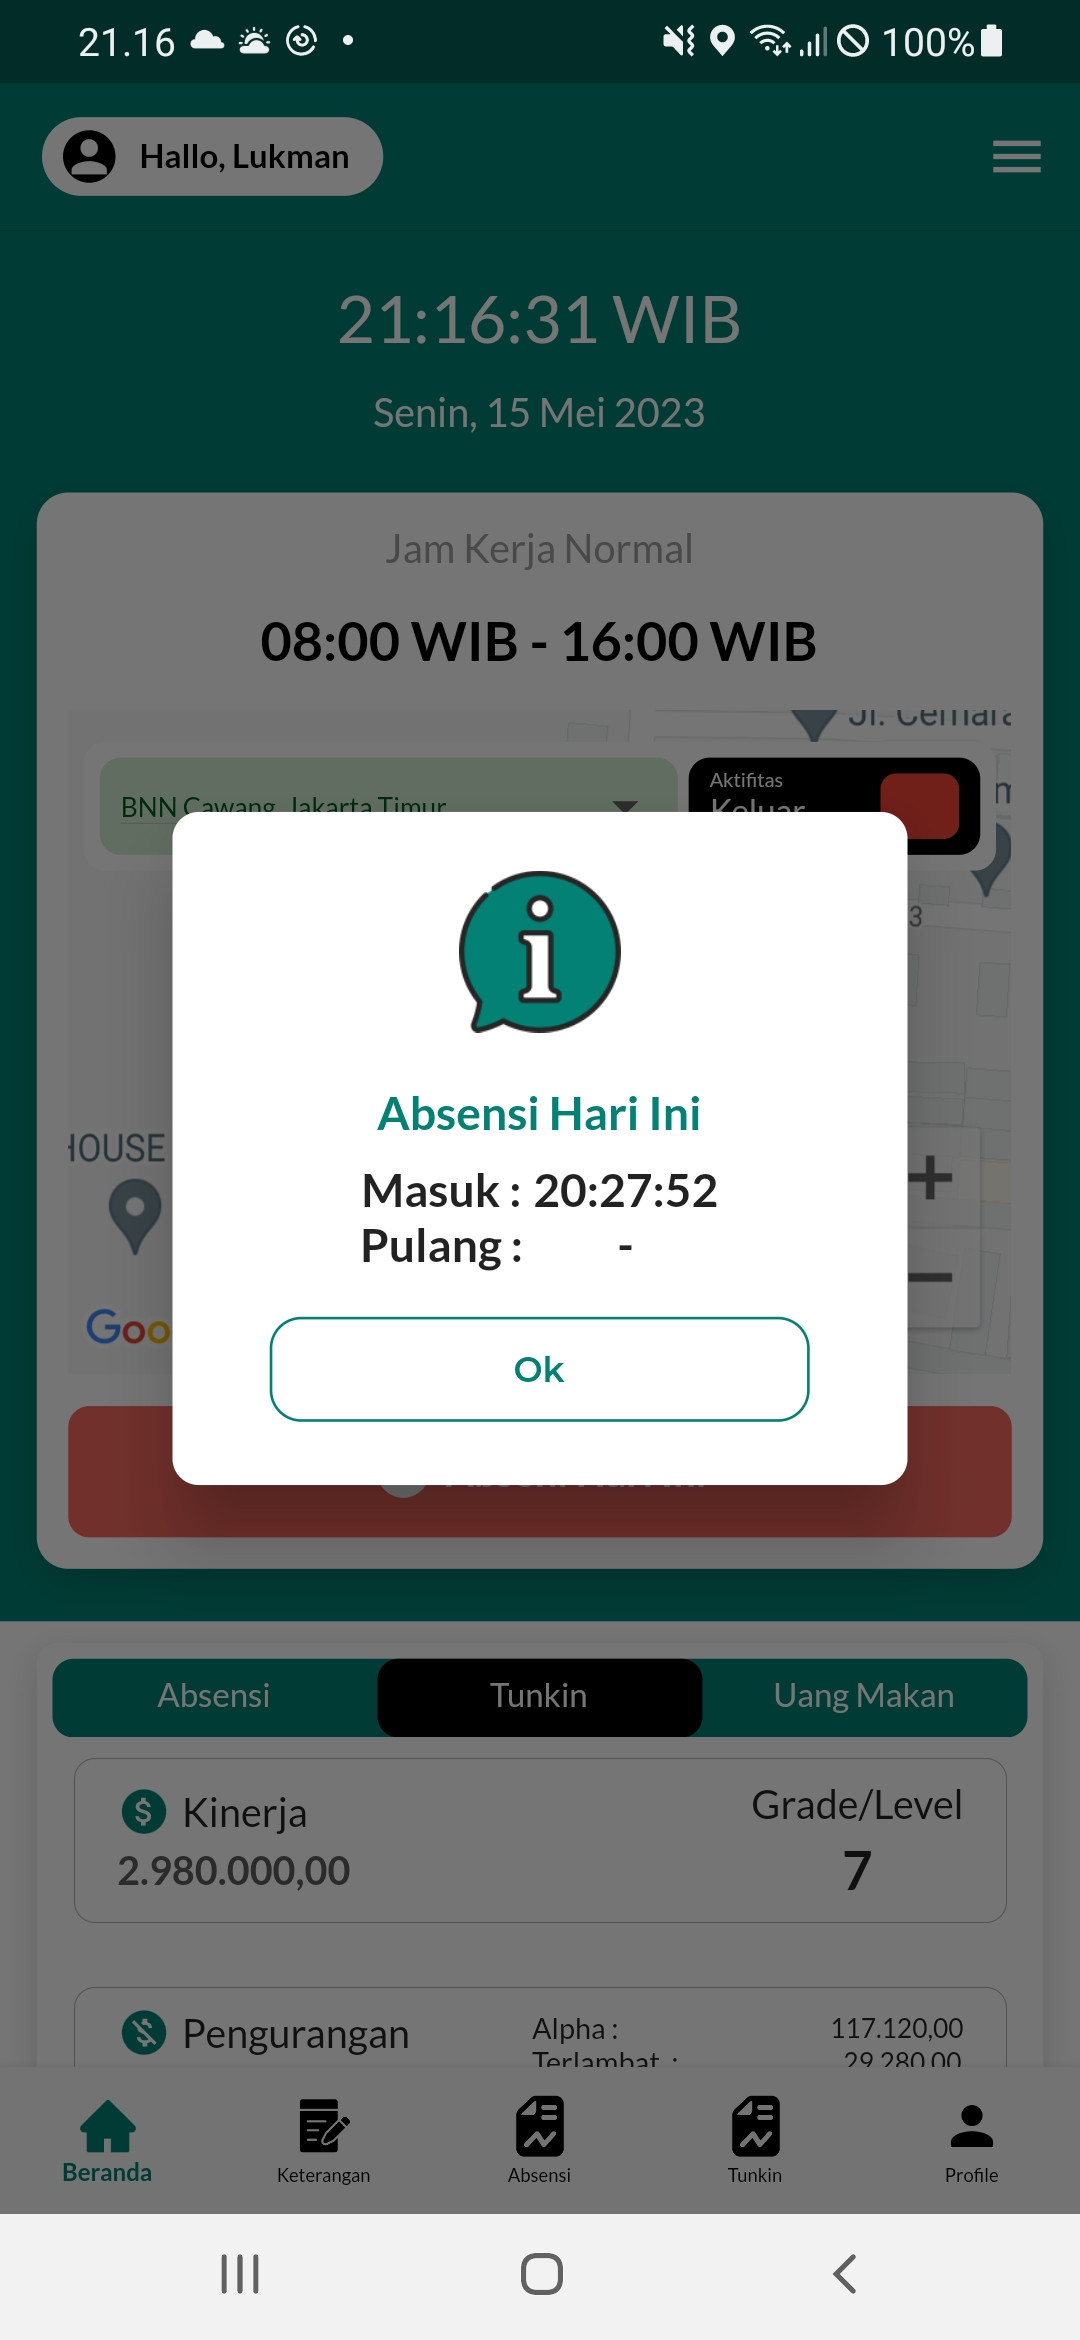 21.16
100%
Hallo, Lukman
21:16:31 WIB
Senin, 15 Mei 2023
Jam Kerja Normal
08:00 WIB - 16:00 WIB
Jl. Cemara
BNN Cawang, Jakarta Timur
Aktifitas
Keluar
3
Absensi Hari Ini
Masuk : 20:27:52
Pulang : -
HOUSE
+
−
Goo
Ok
Absensi Tunkin Uang Makan
Kinerja
Grade/Level
2.980.000,00
7
Pengurangan
Alpha : 117.120,00
Terlambat : 29.280,00
Beranda
Keterangan
Absensi
Tunkin
Profile